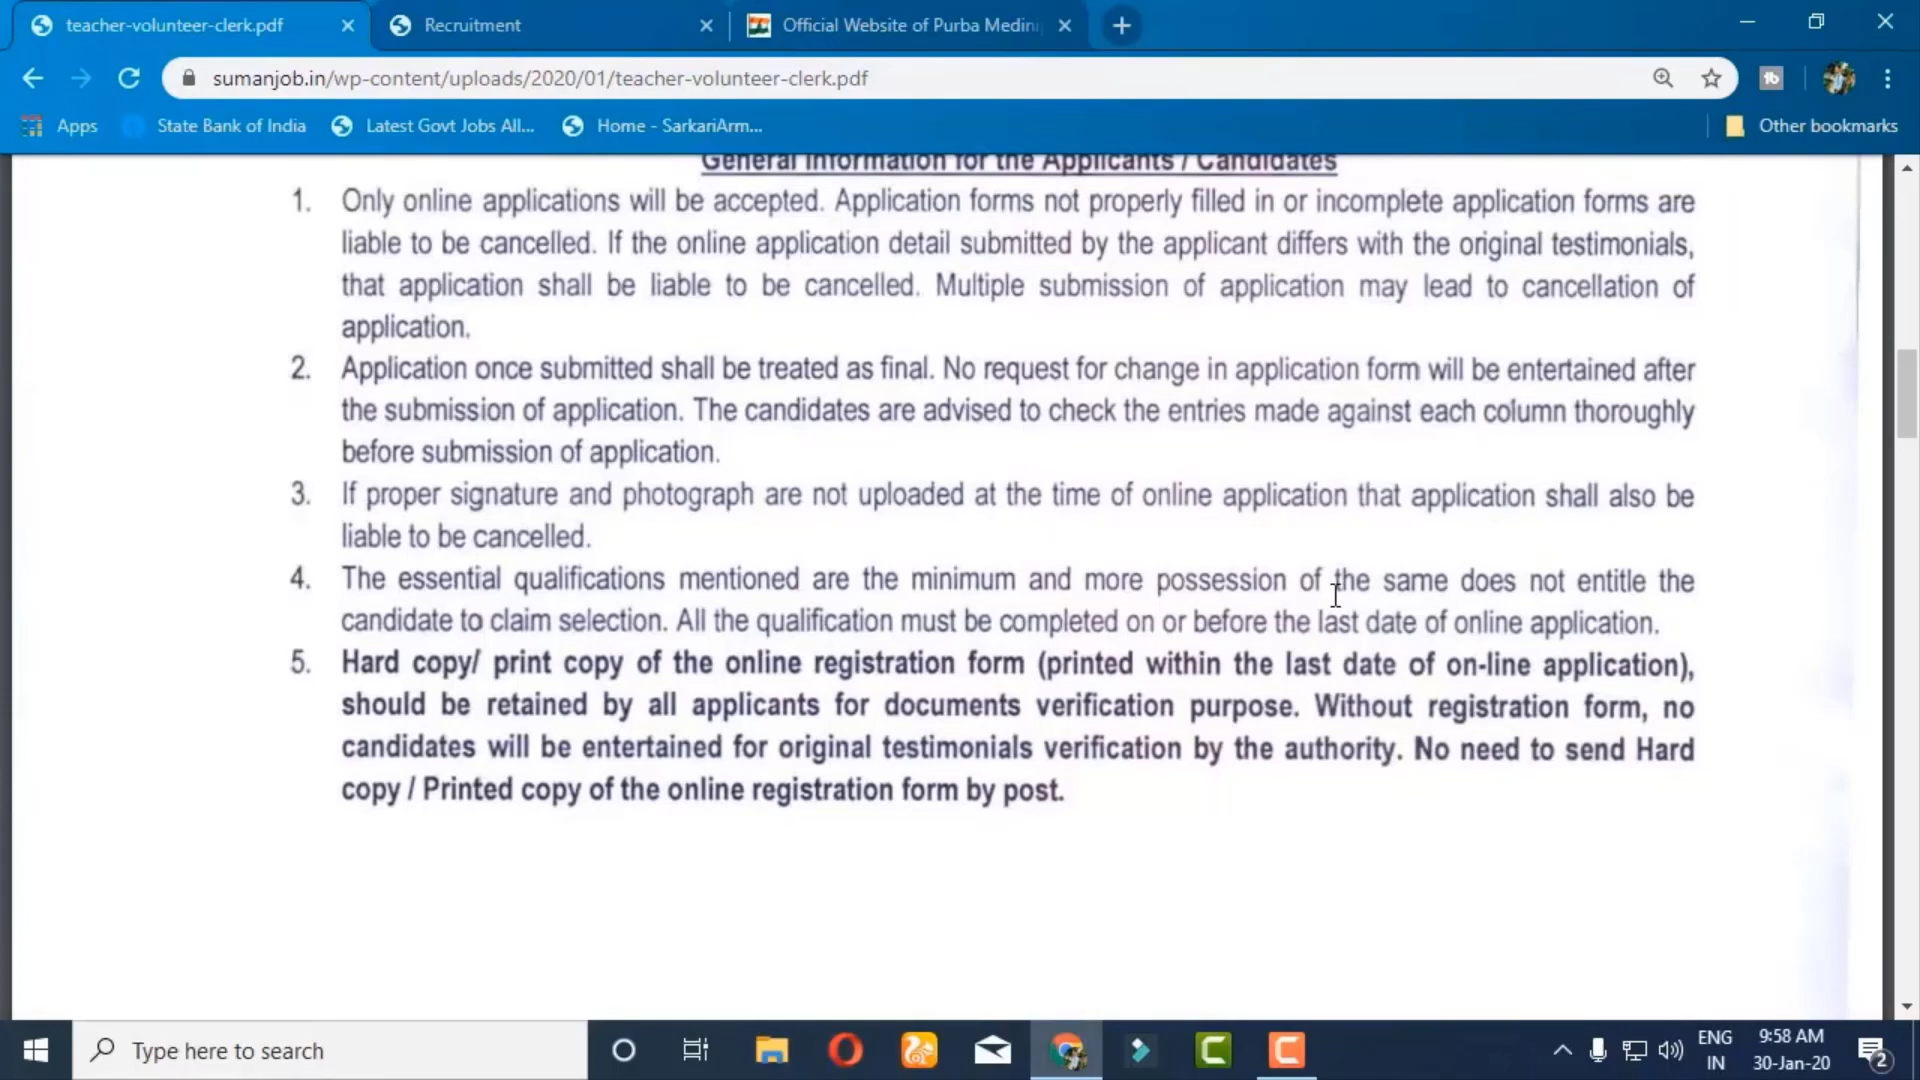 teacher-volunteer-clerk.pdf
Recruitment
Official Website of Purba Medini
sumanjob.in/wp-content/uploads/2020/01/teacher-volunteer-clerk.pdf
Apps
State Bank of India
Latest Govt Jobs All...
Home - SarkariArm...
Other bookmarks
General Information for the Applicants / Candidates
1. Only online applications will be accepted. Application forms not properly filled in or incomplete application forms are
liable to be cancelled. If the online application detail submitted by the applicant differs with the original testimonials,
that application shall be liable to be cancelled. Multiple submission of application may lead to cancellation of
application.
2. Application once submitted shall be treated as final. No request for change in application form will be entertained after
the submission of application. The candidates are advised to check the entries made against each column thoroughly
before submission of application.
3. If proper signature and photograph are not uploaded at the time of online application that application shall also be
liable to be cancelled.
4. The essential qualifications mentioned are the minimum and more possession of the same does not entitle the
candidate to claim selection. All the qualification must be completed on or before the last date of online application.
5. Hard copy/ print copy of the online registration form (printed within the last date of on-line application),
should be retained by all applicants for documents verification purpose. Without registration form, no
candidates will be entertained for original testimonials verification by the authority. No need to send Hard
copy / Printed copy of the online registration form by post.
Type here to search
ENG
IN
9:58 AM
30-Jan-20
2